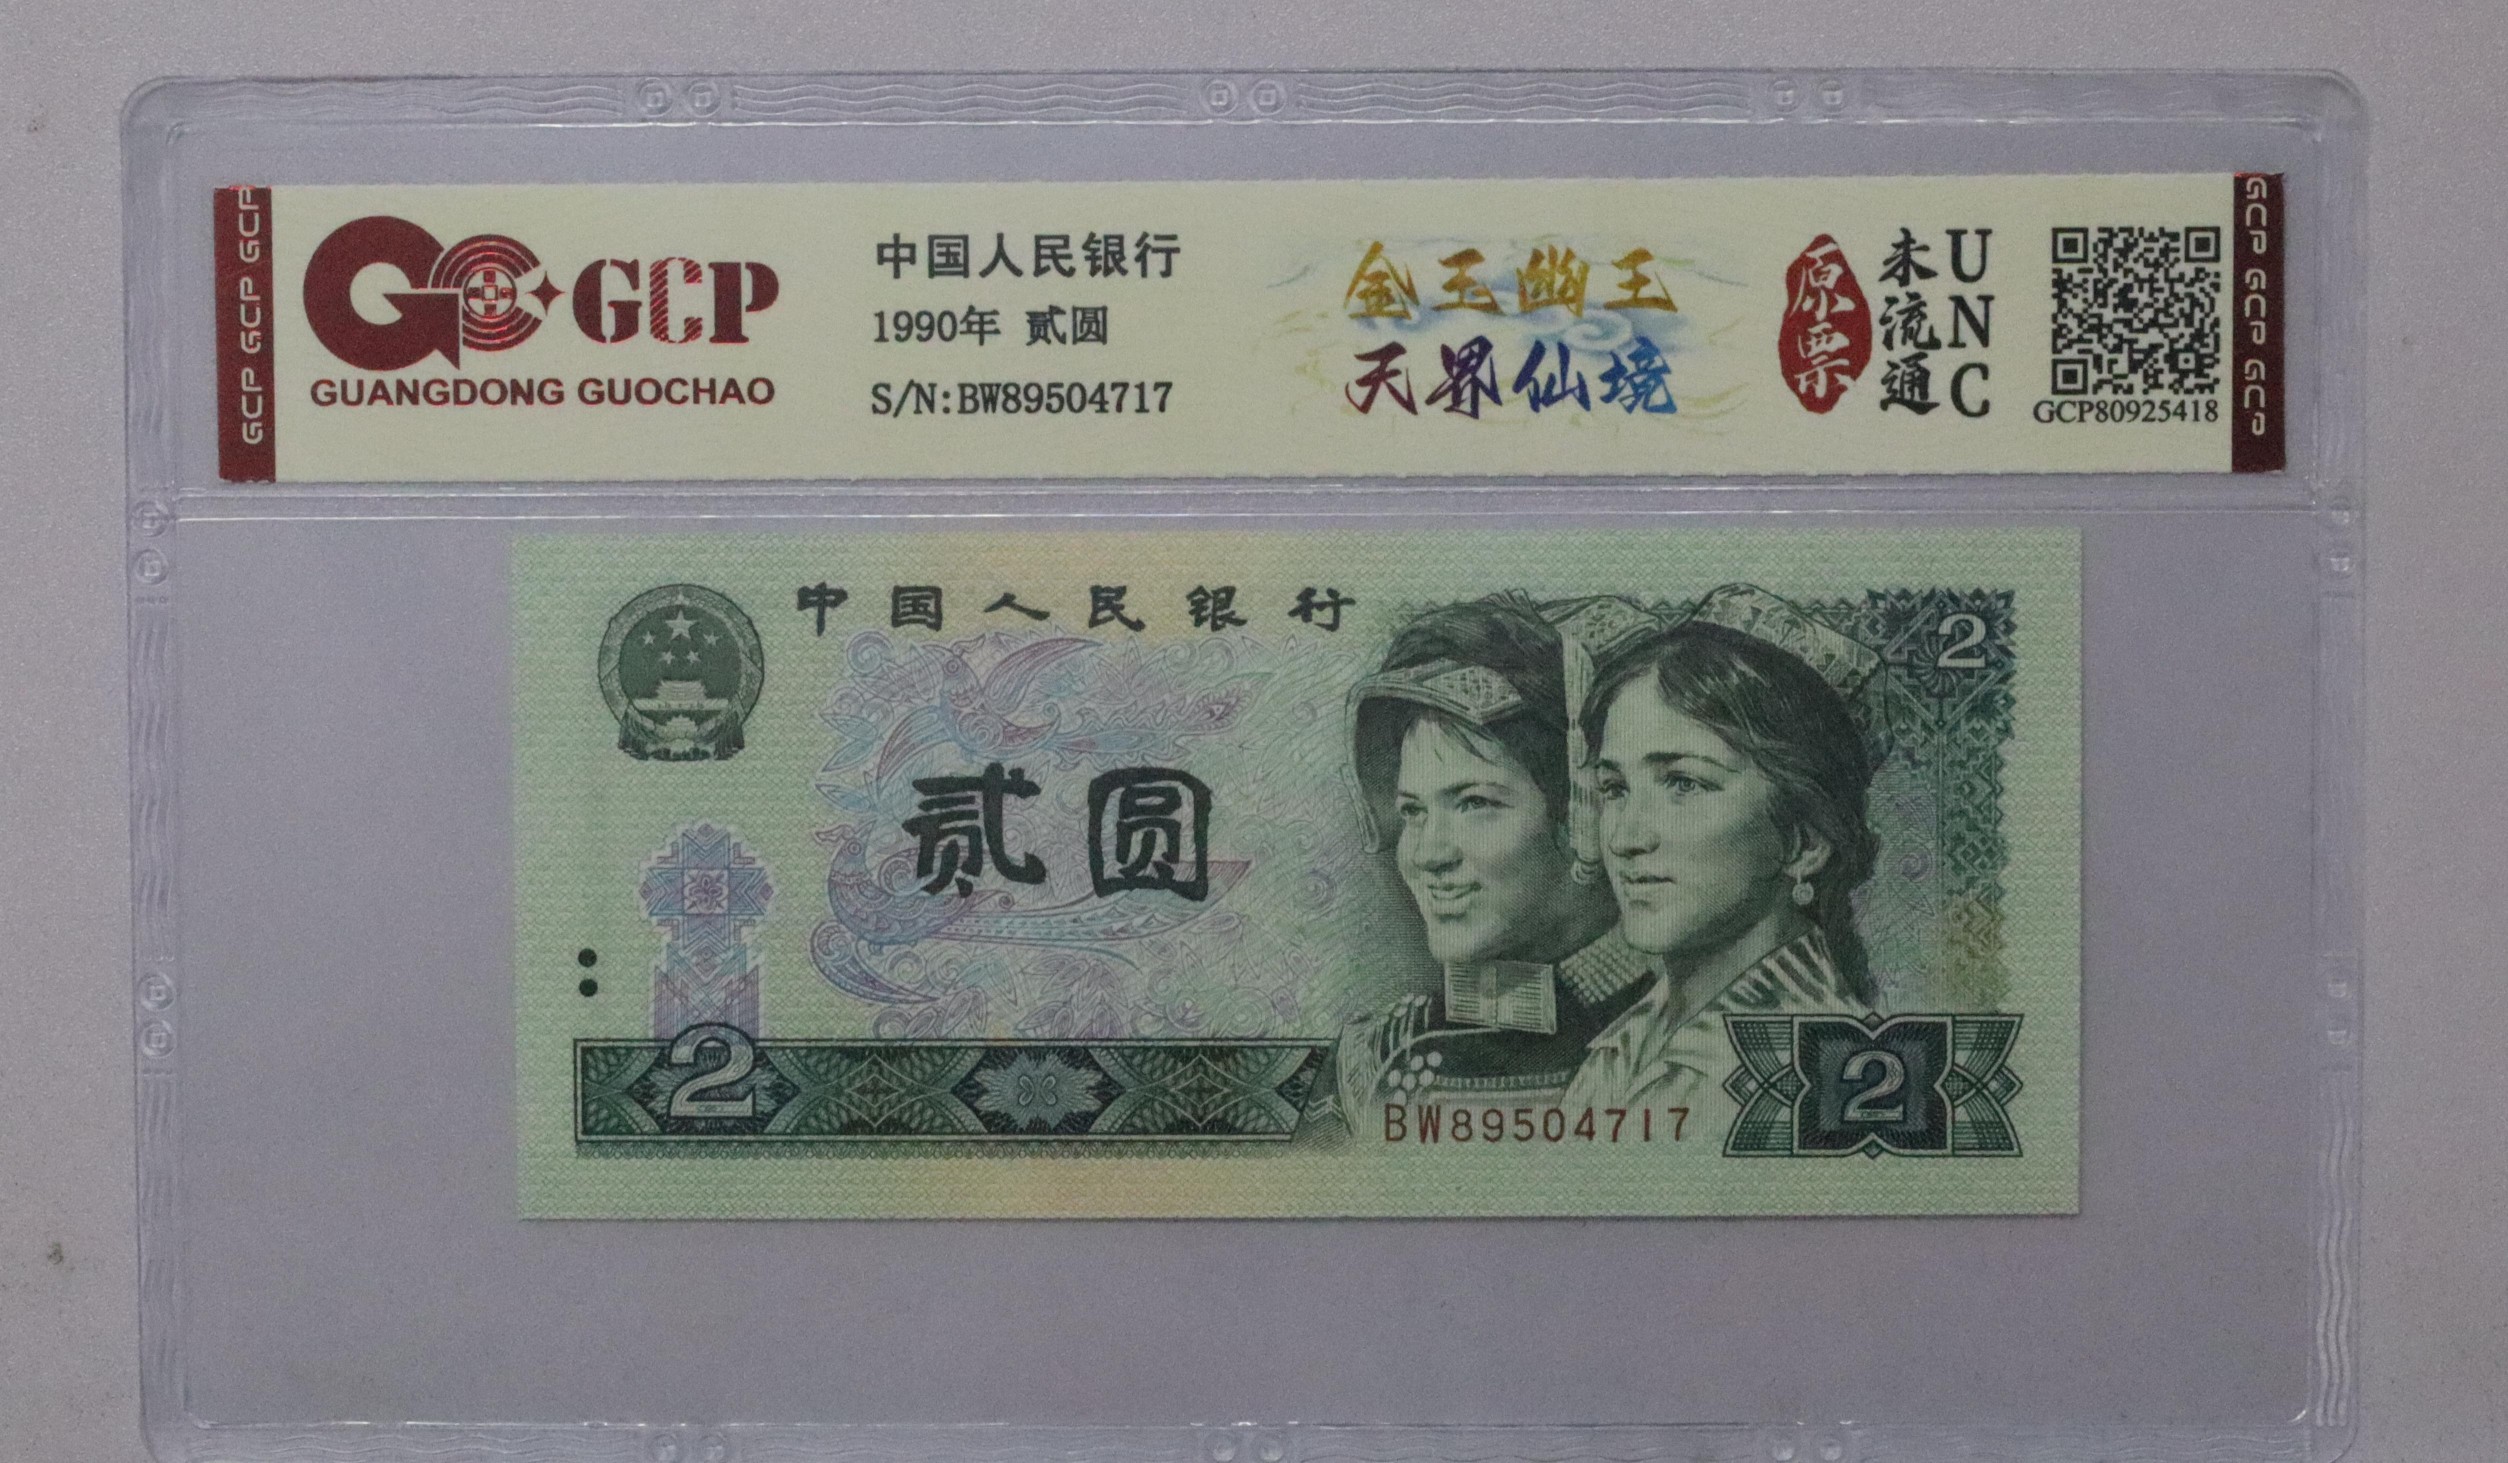 GCP GCP GCP
GCP
GUANGDONG GUOCHAO
中国人民银行
1990年 贰圆
S/N:BW89504717
金玉幽王
天界仙境
原票
未流通
UNC
GCP80925418
GCP GCP GCP
中国人民银行
2
贰圆
2
BW89504717
2